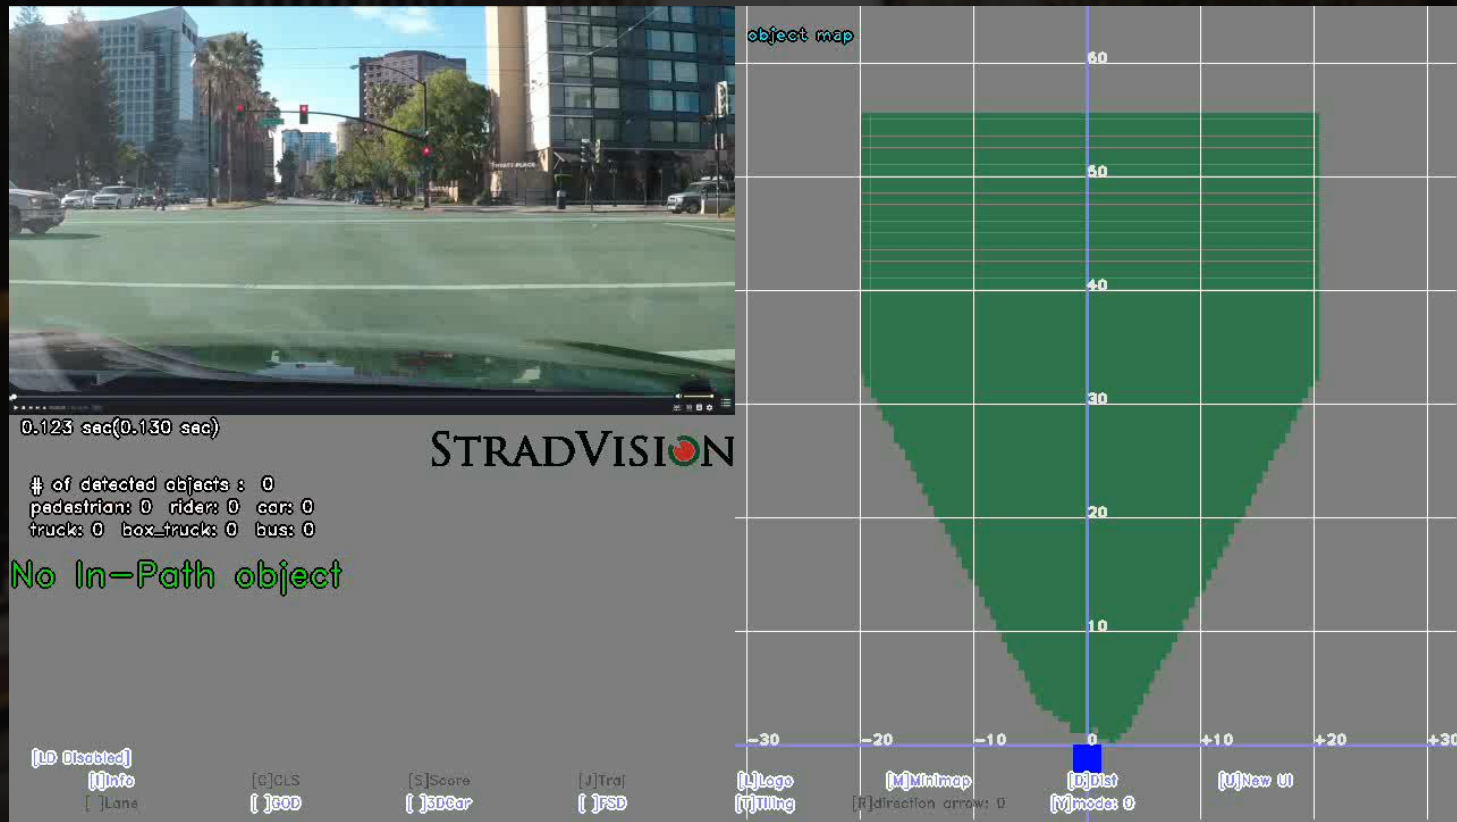 object map
60
50
40
30
20
10
-30 -20 -10 0 +10 +20 +30
0.123 sec(0.130 sec)
STRADVISION
# of detected objects : 0
pedestrian: 0 rider: 0 car: 0
truck: 0 box_truck: 0 bus: 0
No In-Path object
[LD Disabled]
[I]Info [C]CLS [S]Score [J]Traj [L]Logo [M]Minimap [D]Dist [U]New UI
[ ]Lane [ ]GOD [ ]3DCar [ ]FSD [T]Tiling [R]direction arrow: 0 [V]mode: 0